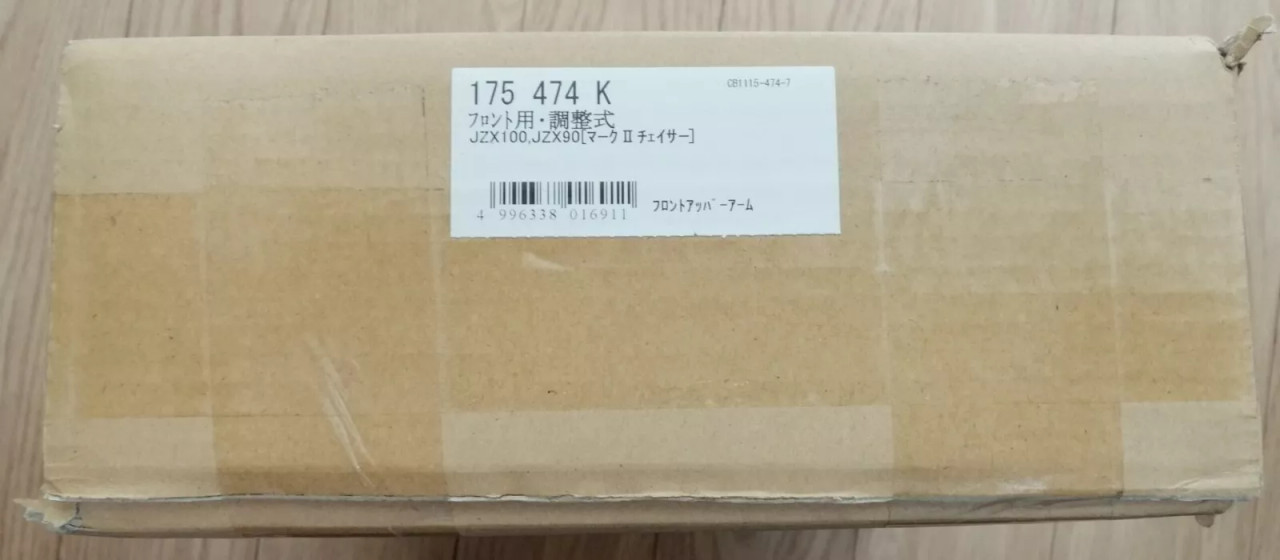 175 474 K
CB1115-474-7
フロント用・調整式
JZX100,JZX90[マークⅡチェイサー]
4 996338 016911
フロントアッパーアーム